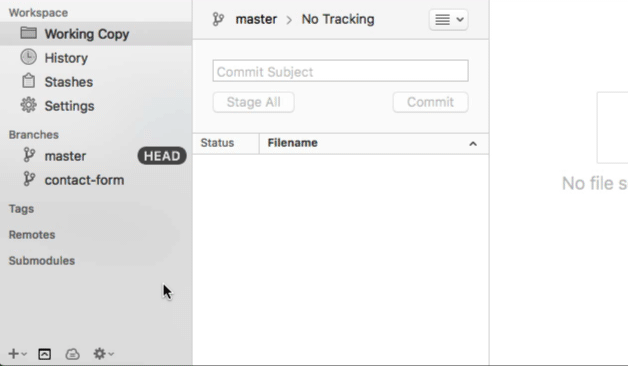 Workspace
Working Copy
History
Stashes
Settings
Branches
master HEAD
contact-form
Tags
Remotes
Submodules
master > No Tracking
Commit Subject
Stage All Commit
Status Filename
No file s